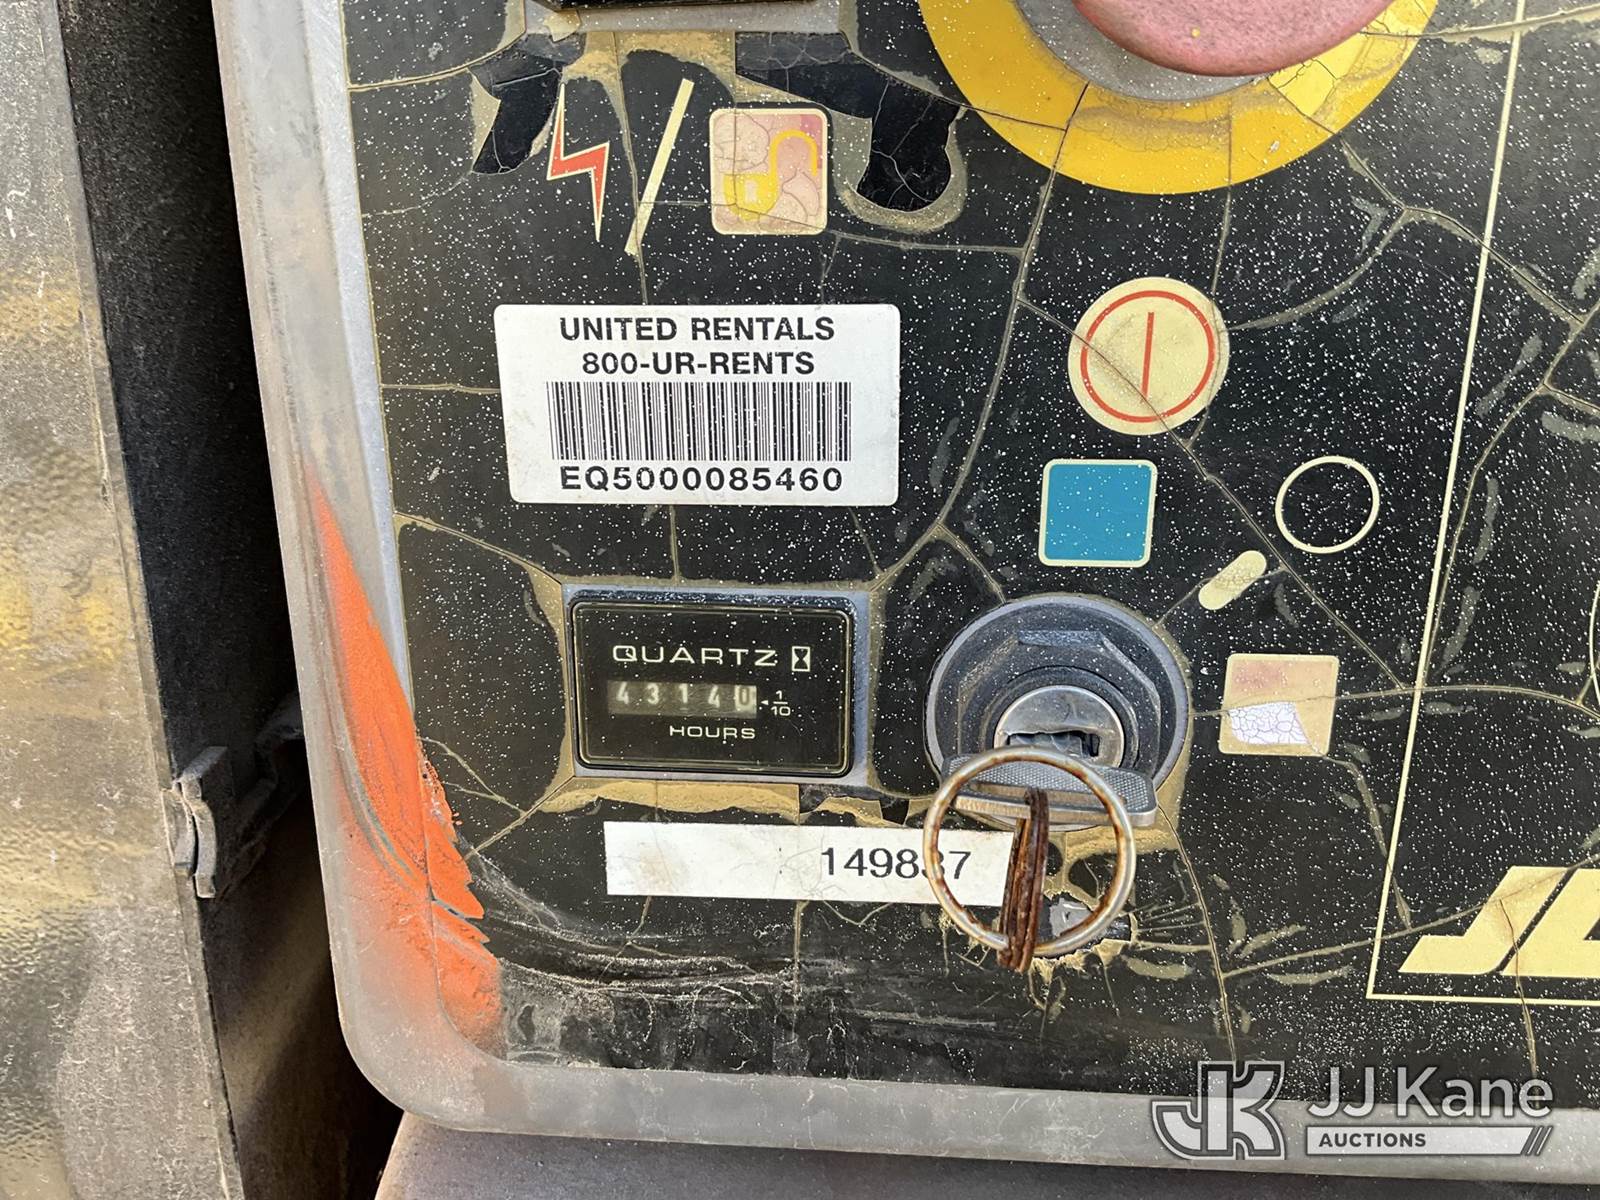 UNITED RENTALS
800-UR-RENTS
EQ5000085460
QUARTZ
43140
1/10
HOURS
JJ Kane
AUCTIONS